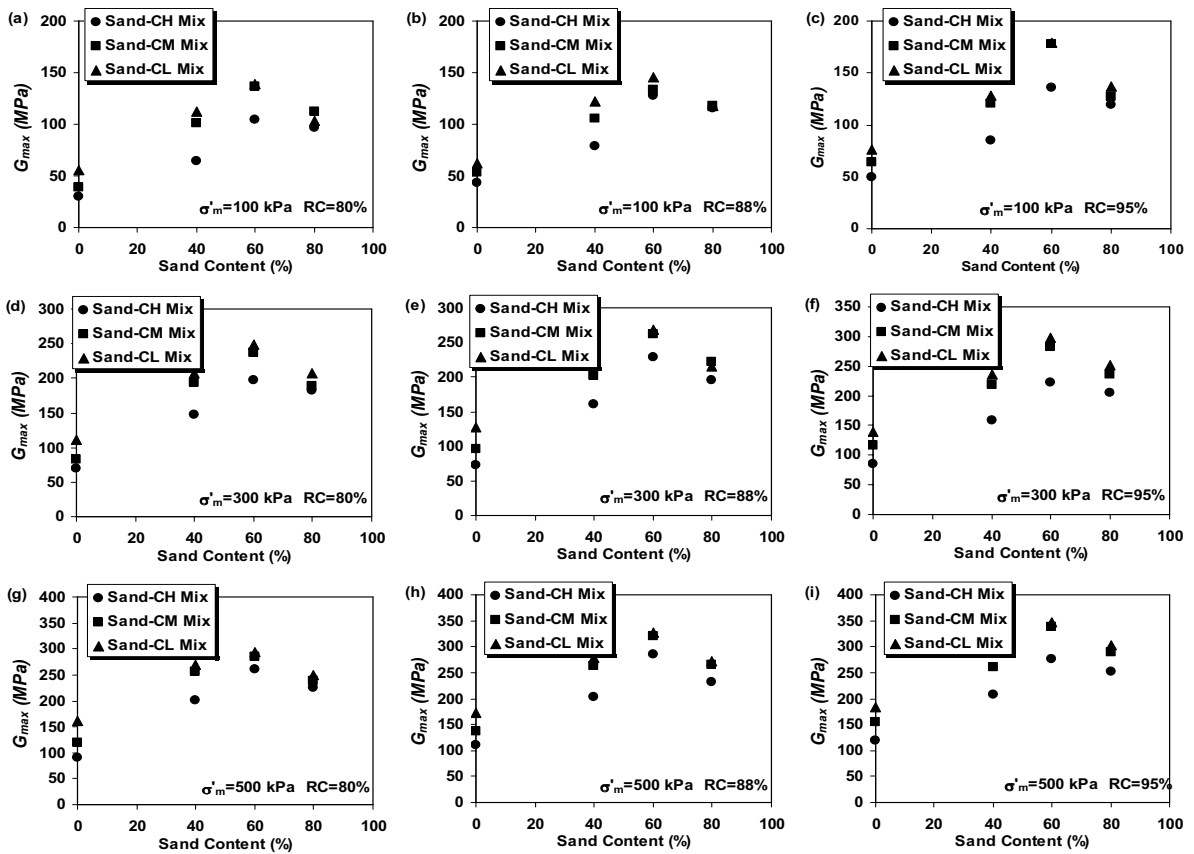 (a)
Sand-CH Mix
Sand-CM Mix
Sand-CL Mix
200
150
100
50
0
G_max (MPa)
σ'm=100 kPa RC=80%
0 20 40 60 80 100
Sand Content (%)
(b)
Sand-CH Mix
Sand-CM Mix
Sand-CL Mix
200
150
100
50
0
G_max (MPa)
σ'm=100 kPa RC=88%
0 20 40 60 80 100
Sand Content (%)
(c)
Sand-CH Mix
Sand-CM Mix
Sand-CL Mix
200
150
100
50
0
G_max (MPa)
σ'm=100 kPa RC=95%
0 20 40 60 80 100
Sand Content (%)
(d)
Sand-CH Mix
Sand-CM Mix
Sand-CL Mix
300
250
200
150
100
50
0
G_max (MPa)
σ'm=300 kPa RC=80%
0 20 40 60 80 100
Sand Content (%)
(e)
Sand-CH Mix
Sand-CM Mix
Sand-CL Mix
300
250
200
150
100
50
0
G_max (MPa)
σ'm=300 kPa RC=88%
0 20 40 60 80 100
Sand Content (%)
(f)
Sand-CH Mix
Sand-CM Mix
Sand-CL Mix
350
300
250
200
150
100
50
0
G_max (MPa)
σ'm=300 kPa RC=95%
0 20 40 60 80 100
Sand Content (%)
(g)
Sand-CH Mix
Sand-CM Mix
Sand-CL Mix
400
350
300
250
200
150
100
50
0
G_max (MPa)
σ'm=500 kPa RC=80%
0 20 40 60 80 100
Sand Content (%)
(h)
Sand-CH Mix
Sand-CM Mix
Sand-CL Mix
400
350
300
250
200
150
100
50
0
G_max (MPa)
σ'm=500 kPa RC=88%
0 20 40 60 80 100
Sand Content (%)
(i)
Sand-CH Mix
Sand-CM Mix
Sand-CL Mix
400
350
300
250
200
150
100
50
0
G_max (MPa)
σ'm=500 kPa RC=95%
0 20 40 60 80 100
Sand Content (%)